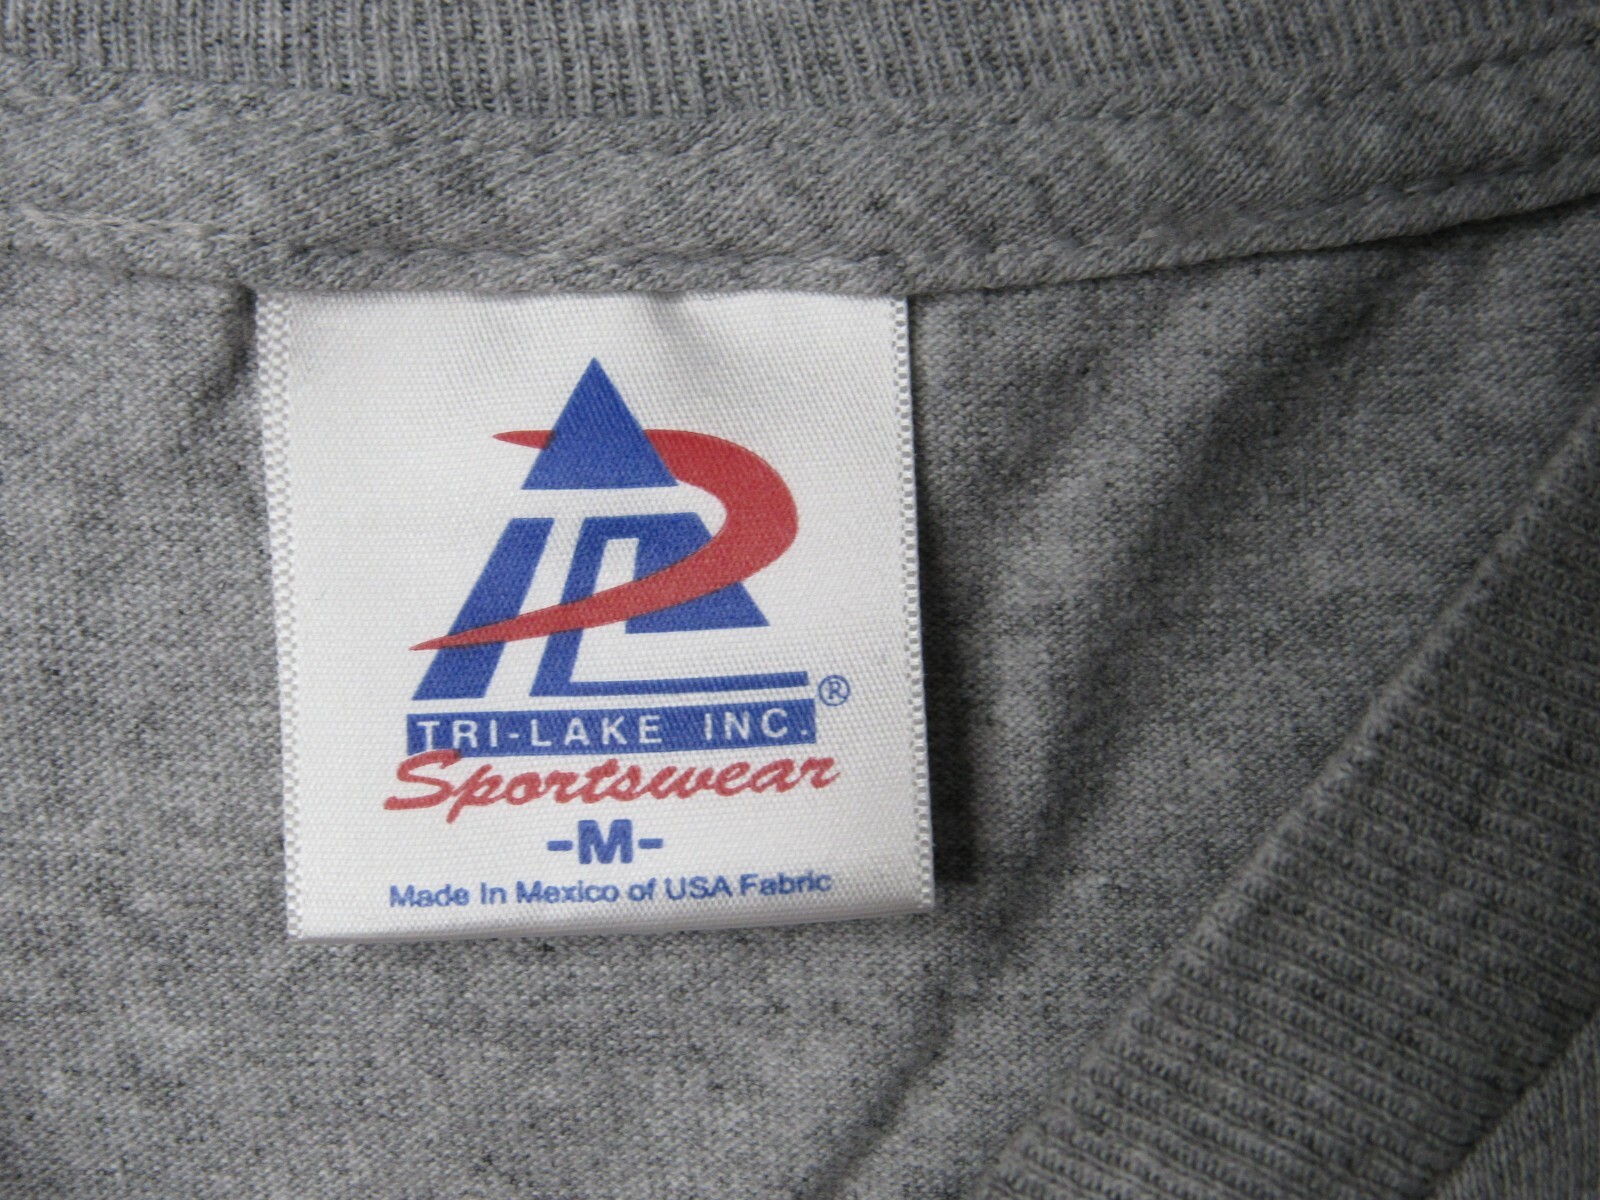 TRI-LAKE INC.®
Sportswear
-M-
Made In Mexico of USA Fabric